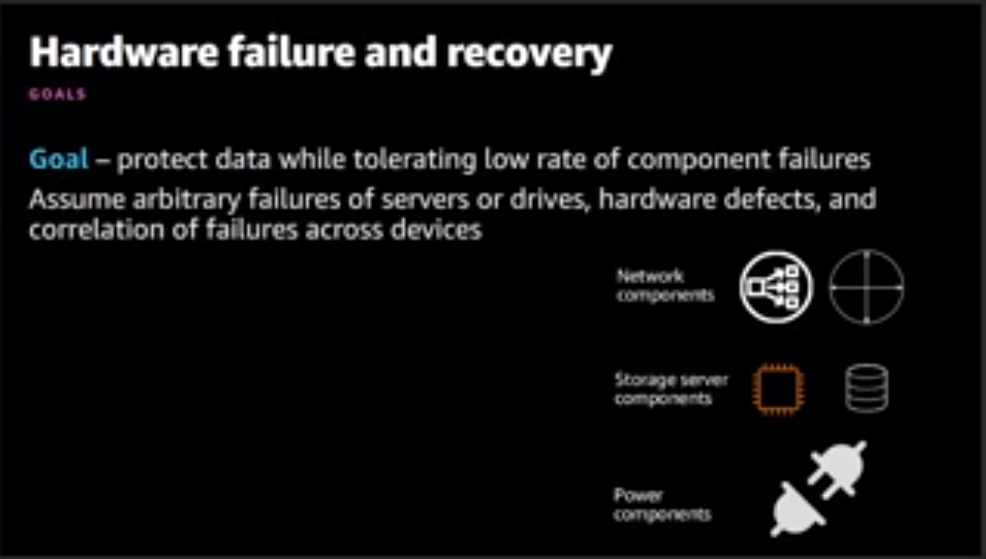 Hardware failure and recovery
GOALS
Goal – protect data while tolerating low rate of component failures
Assume arbitrary failures of servers or drives, hardware defects, and
correlation of failures across devices
Network
components
Storage server
components
Power
components